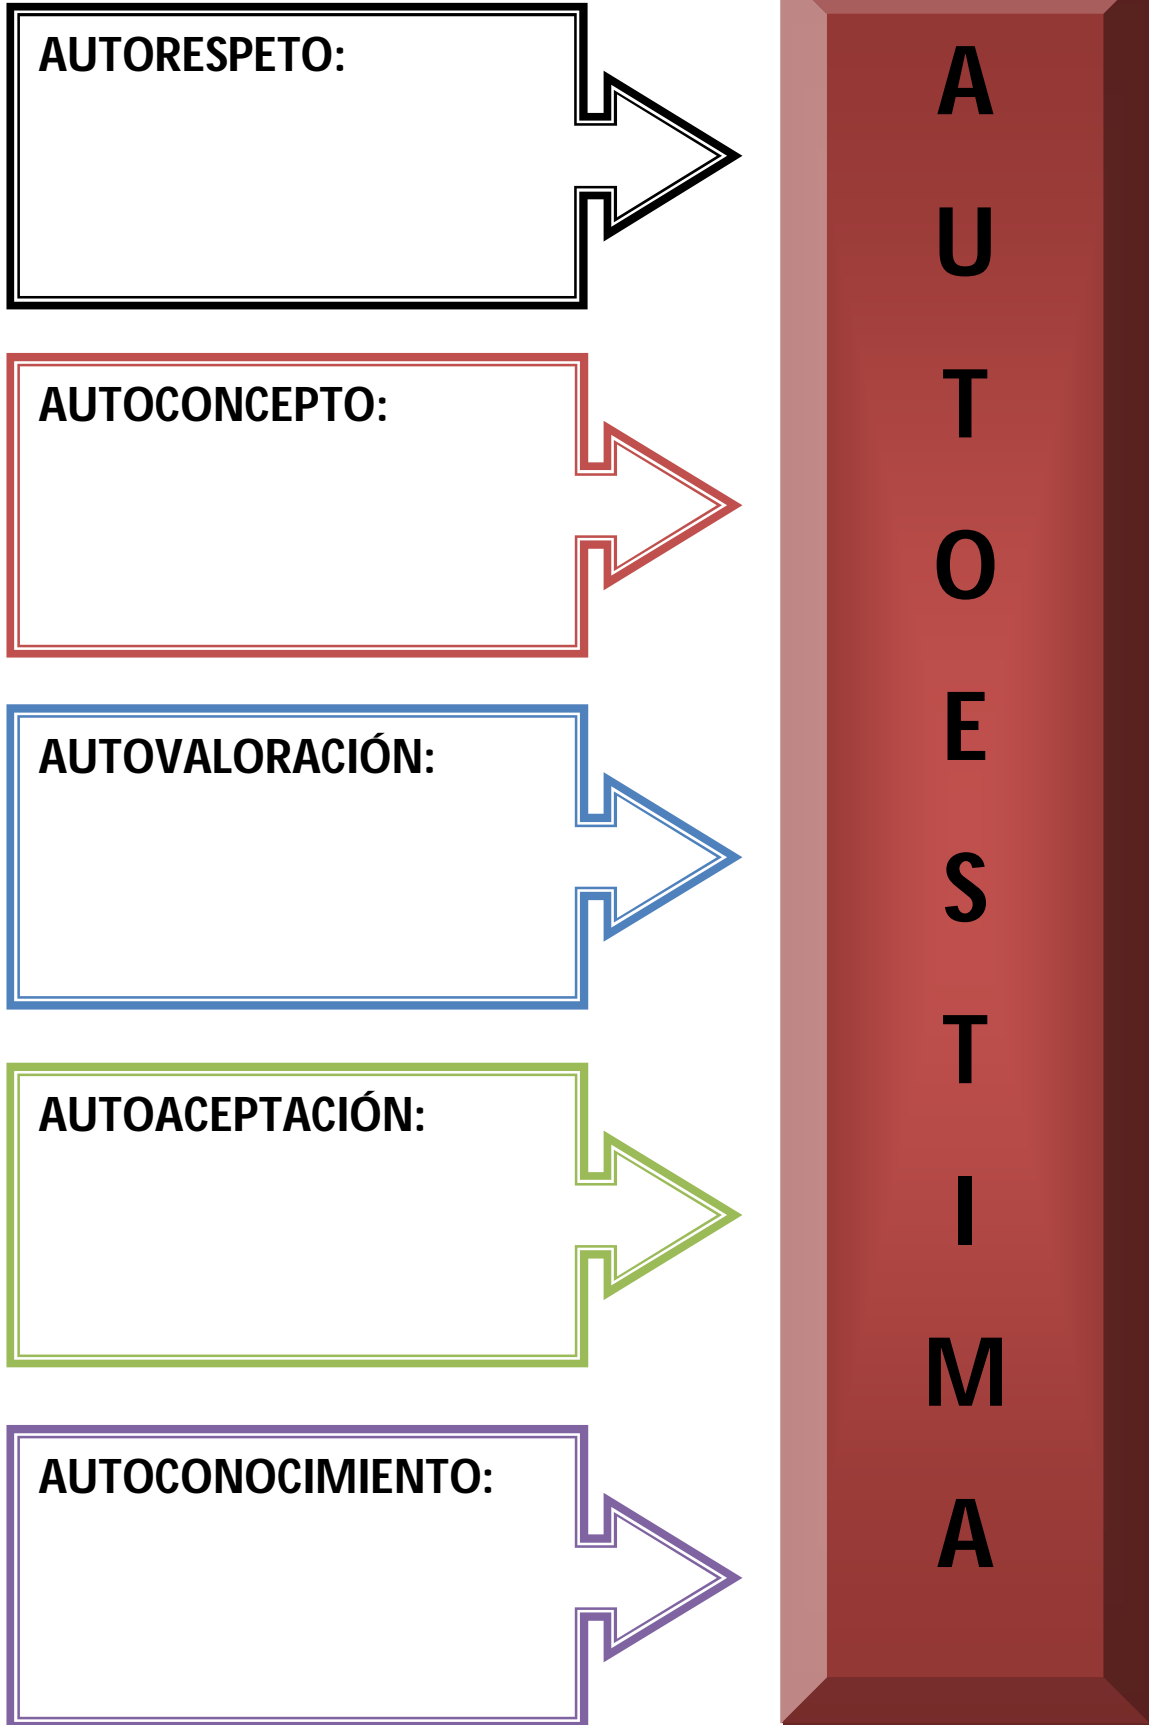 AUTORESPETO:
AUTOCONCEPTO:
AUTOVALORACIÓN:
AUTOACEPTACIÓN:
AUTOCONOCIMIENTO:
A
U
T
O
E
S
T
I
M
A